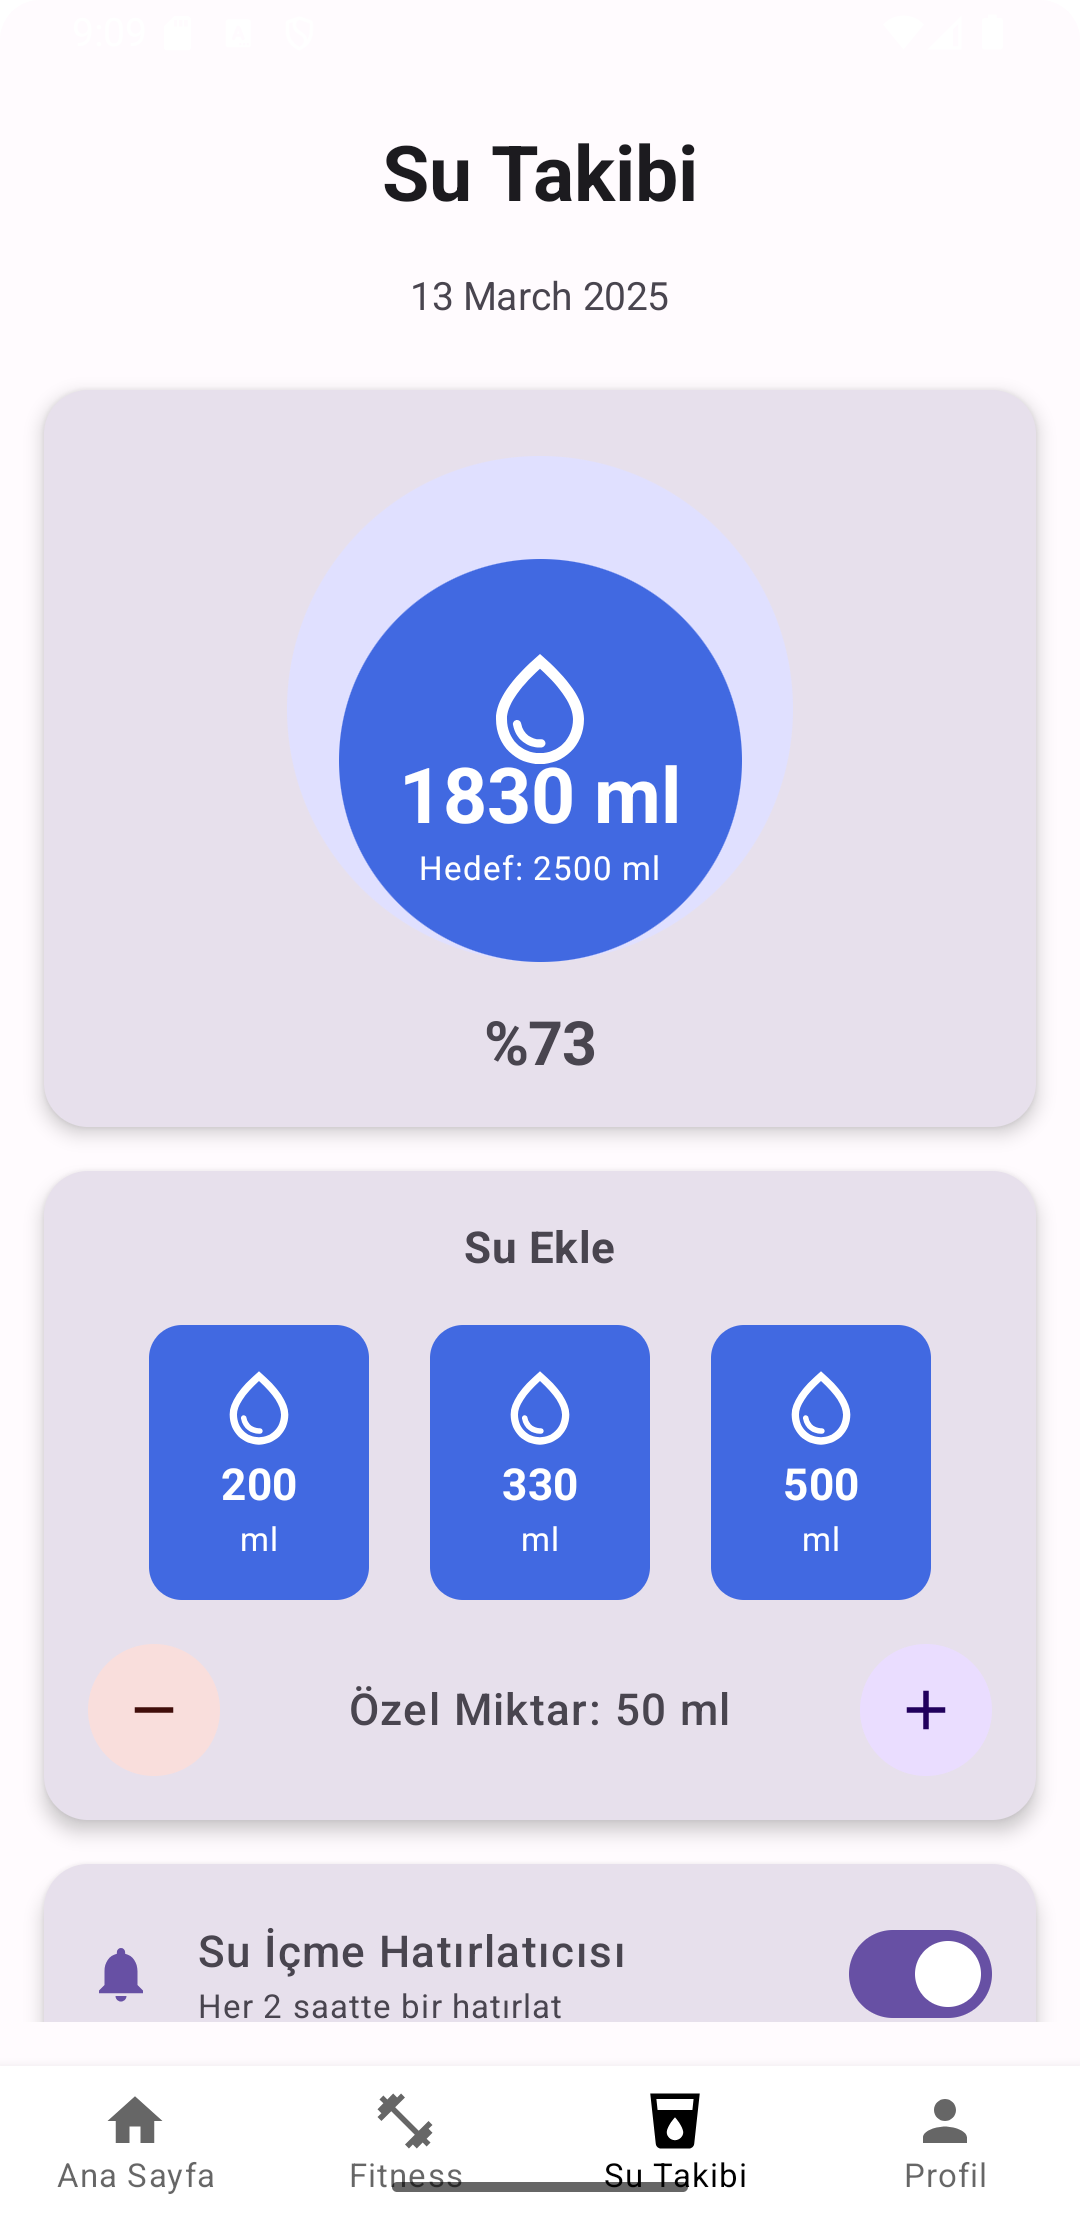 Su Takibi
13 March 2025
1830 ml
Hedef: 2500 ml
%73
Su Ekle
200 ml
330 ml
500 ml
Özel Miktar: 50 ml
Su İçme Hatırlatıcısı
Her 2 saatte bir hatırlat
Ana Sayfa
Fitness
Su Takibi
Profil